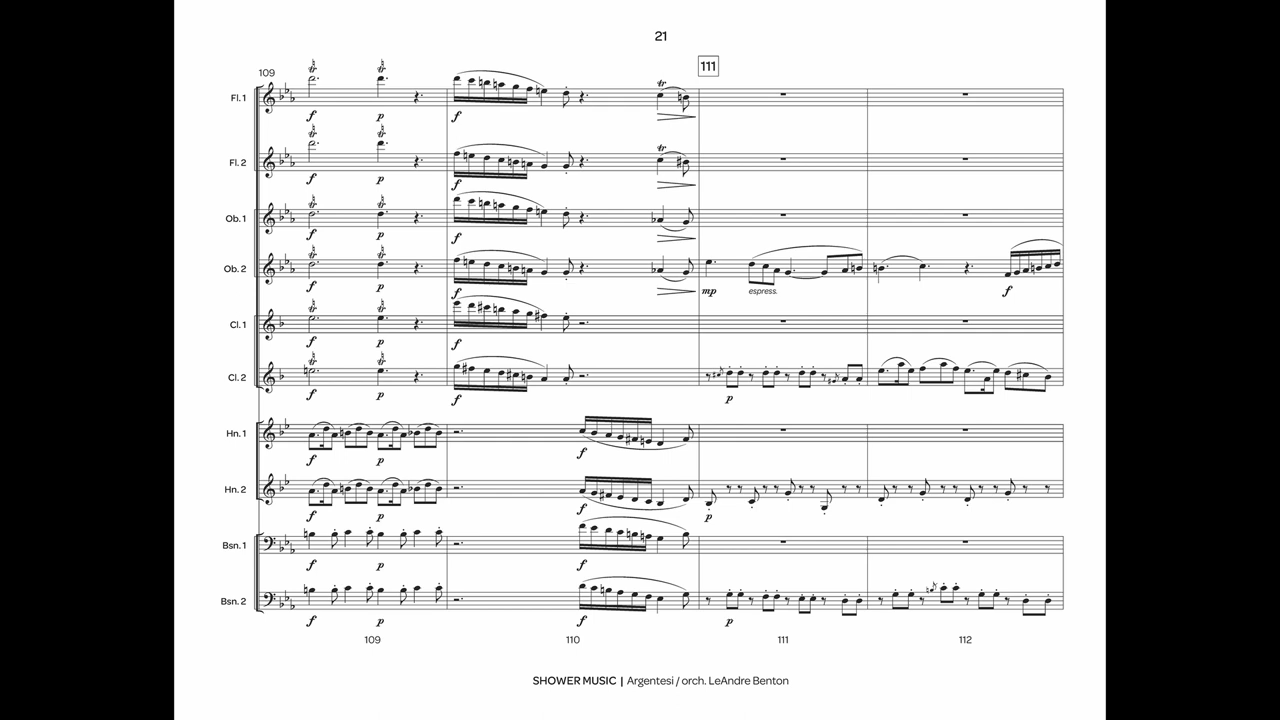 21
109
111
Fl. 1
f p f
Fl. 2
f p f
Ob. 1
f p f
Ob. 2
f p f mp espress. f
Cl. 1
f p f
Cl. 2
f p f p
Hn. 1
f p f
Hn. 2
f p f p
Bsn. 1
f p f
Bsn. 2
f p f p
109 110 111 112
SHOWER MUSIC | Argentesi / orch. LeAndre Benton